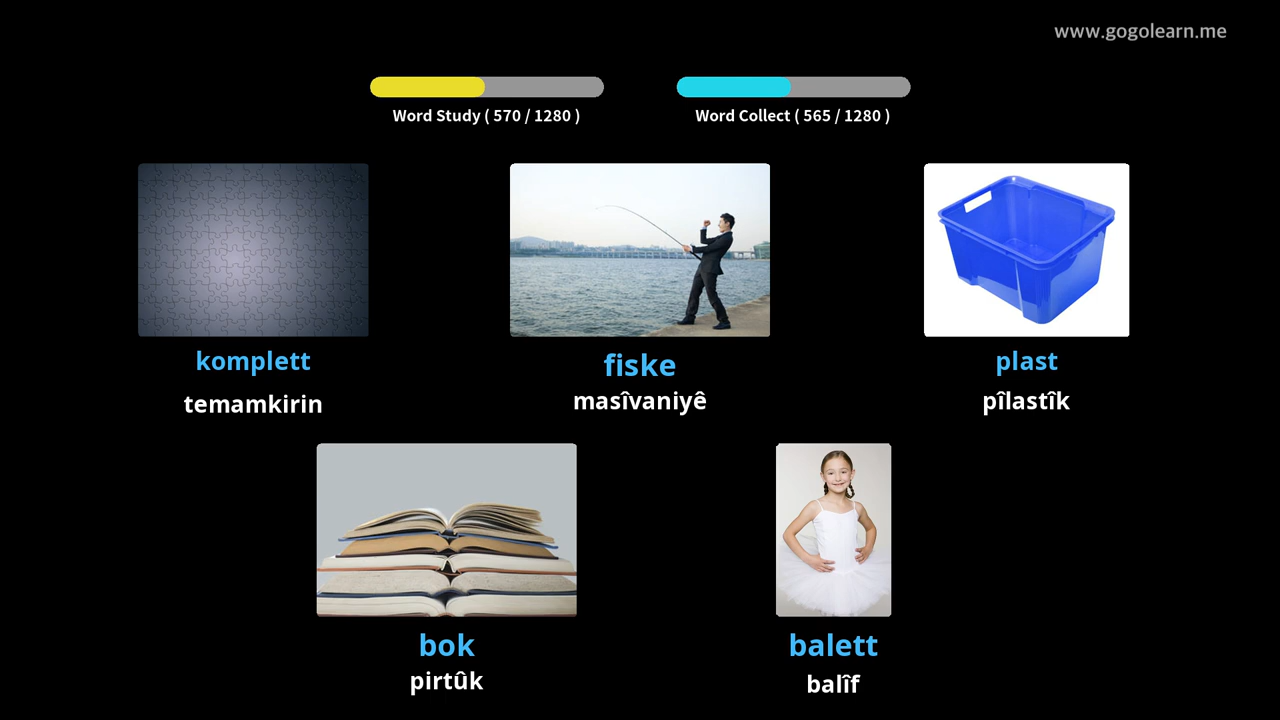 www.gogolearn.me
Word Study ( 570 / 1280 )
Word Collect ( 565 / 1280 )
komplett
temamkirin
fiske
masîvaniyê
plast
pîlastîk
bok
pirtûk
balett
balîf